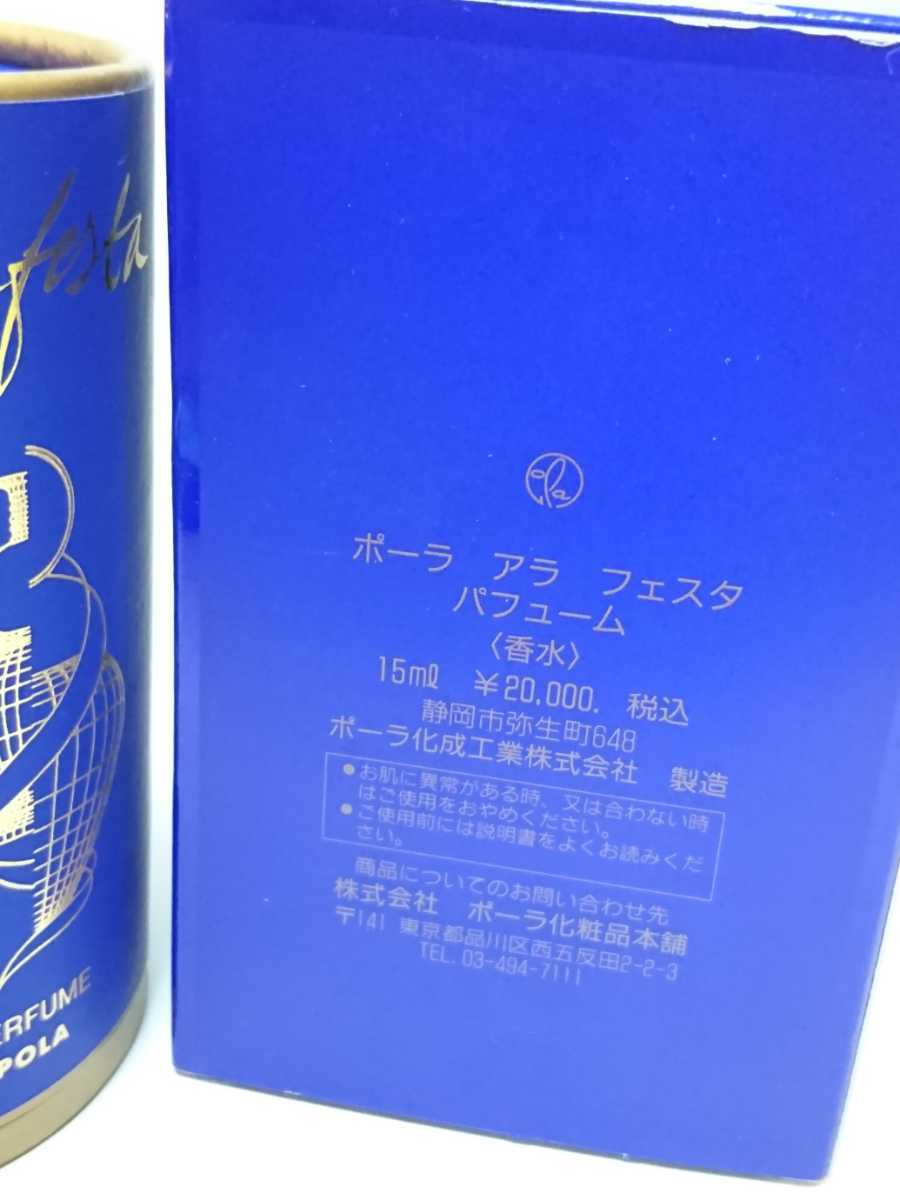 festa
ERFUME
POLA
ポーラ アラ フェスタ
パフューム
〈香水〉
15ml ¥20,000. 税込
静岡市弥生町648
ポーラ化成工業株式会社 製造
●お肌に異常がある時、又は合わない時
はご使用をおやめください。
●ご使用前には説明書をよくお読みくだ
さい。
商品についてのお問い合わせ先
株式会社 ポーラ化粧品本舗
〒141 東京都品川区西五反田2-2-3
TEL. 03-494-7111